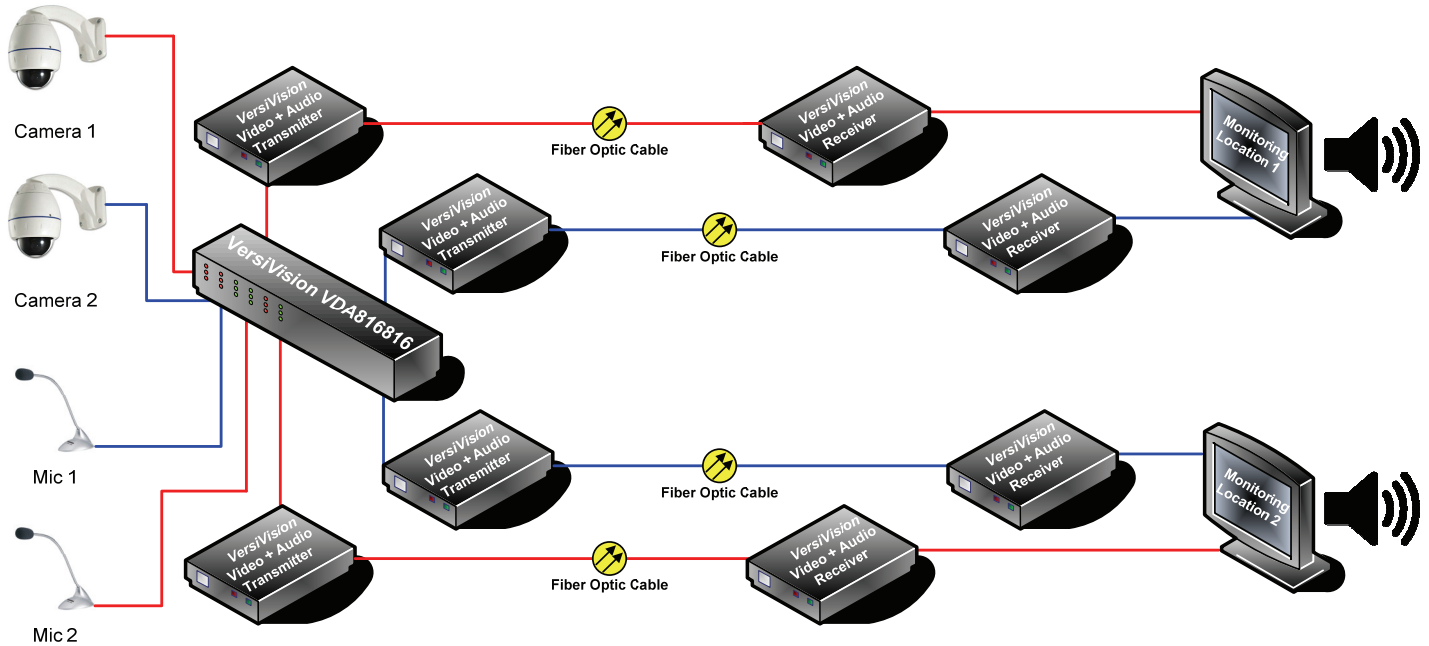 Camera 1
VersiVision
Video + Audio
Transmitter
Fiber Optic Cable
VersiVision
Video + Audio
Receiver
Monitoring
Location 1
Camera 2
VersiVision
Video + Audio
Transmitter
Fiber Optic Cable
VersiVision
Video + Audio
Receiver
VersiVision VDA816816
Mic 1
VersiVision
Video + Audio
Transmitter
Fiber Optic Cable
VersiVision
Video + Audio
Receiver
Monitoring
Location 2
Mic 2
VersiVision
Video + Audio
Transmitter
Fiber Optic Cable
VersiVision
Video + Audio
Receiver